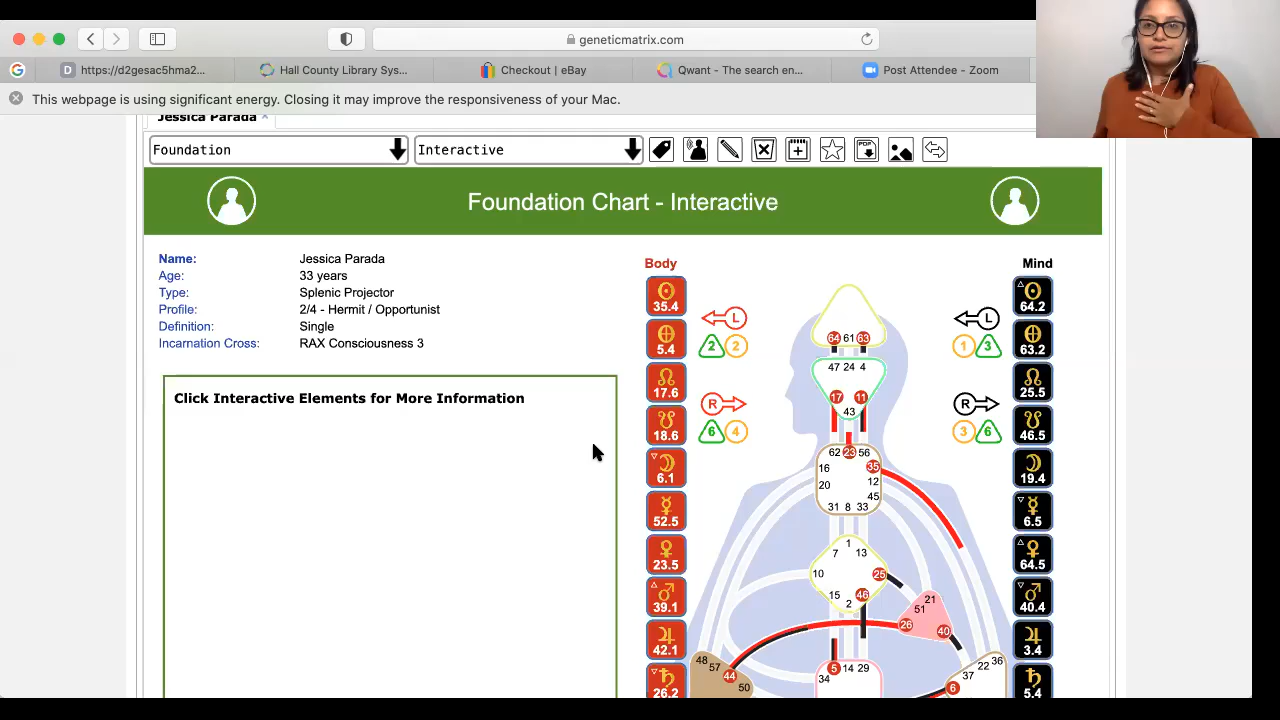 geneticmatrix.com
G
D https://d2gesac5hma2...
Hall County Library Sys...
Checkout | eBay
Qwant - The search en...
Post Attendee - Zoom
This webpage is using significant energy. Closing it may improve the responsiveness of your Mac.
Jessica Parada ×
Foundation
Interactive
PDF
Foundation Chart - Interactive
Name: Jessica Parada
Age: 33 years
Type: Splenic Projector
Profile: 2/4 - Hermit / Opportunist
Definition: Single
Incarnation Cross: RAX Consciousness 3
Click Interactive Elements for More Information
Body
35.4
5.4
17.6
18.6
6.1
52.5
23.5
39.1
42.1
26.2
L
2 2
R
6 4
64 61 63
47 24 4
17 11
43
62 23 56
16 35
20 12
45
31 8 33
1
7 13
10 25
15 46
2
21
51
26 40
48 57
44 50
5 14 29
34
36
22
37
6
L
1 3
R
3 6
Mind
64.2
63.2
25.5
46.5
19.4
6.5
64.5
40.4
3.4
5.4